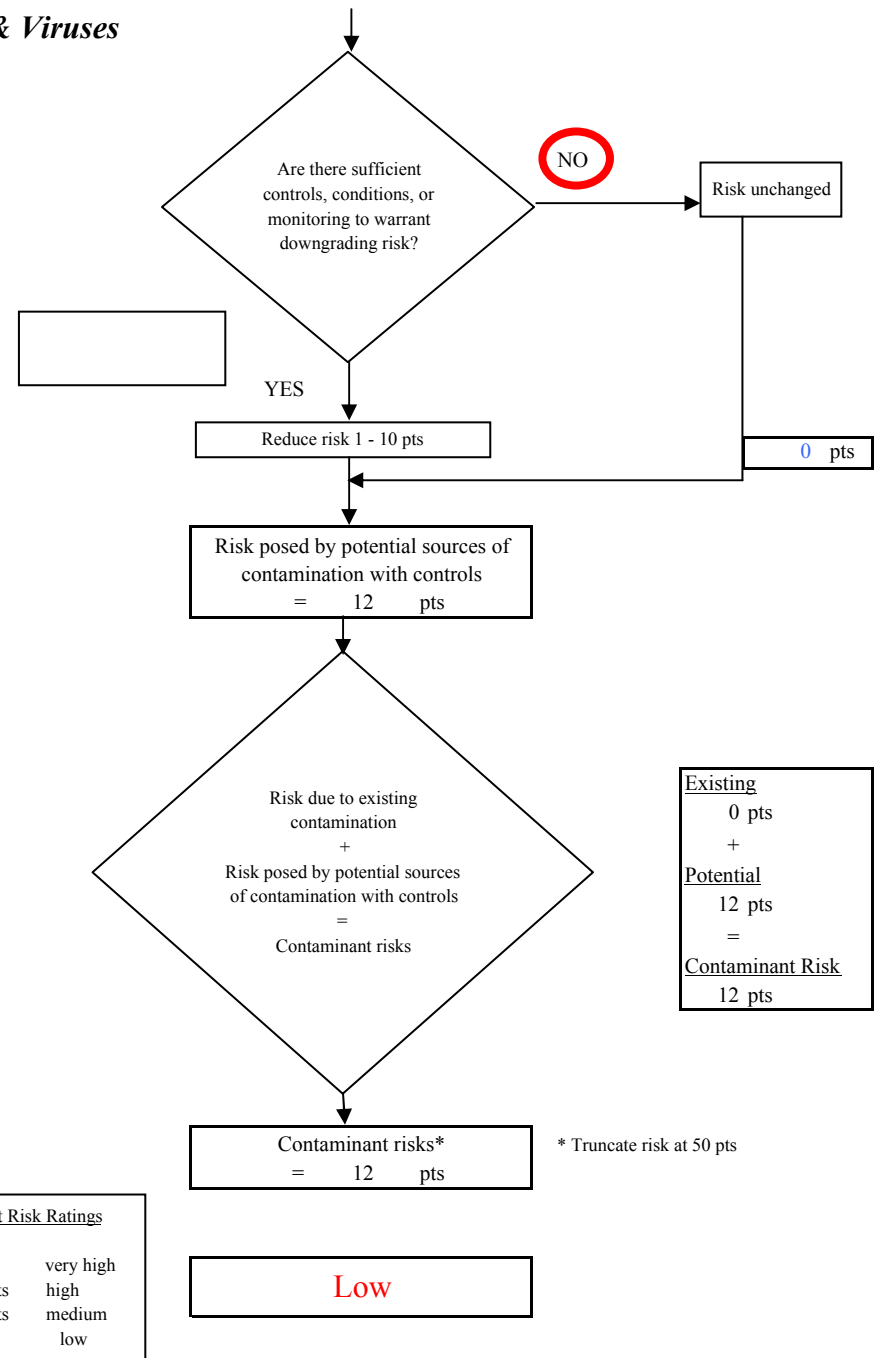 & Viruses
Are there sufficient
controls, conditions, or
monitoring to warrant
downgrading risk?
NO
Risk unchanged
YES
Reduce risk 1 - 10 pts
0 pts
Risk posed by potential sources of
contamination with controls
= 12 pts
Risk due to existing
contamination
+
Risk posed by potential sources
of contamination with controls
=
Contaminant risks
Existing
0 pts
+
Potential
12 pts
=
Contaminant Risk
12 pts
Contaminant risks*
= 12 pts
* Truncate risk at 50 pts
Risk Ratings
very high
high
medium
low
Low